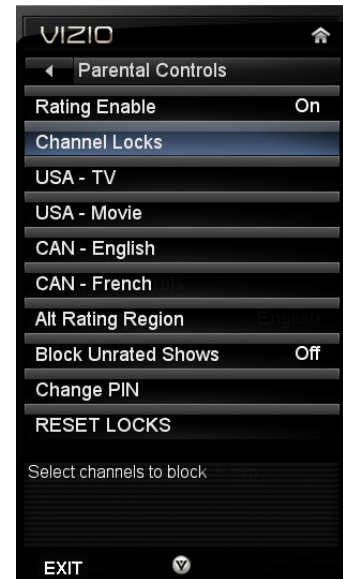 VIZIO
Parental Controls
Rating Enable On
Channel Locks
USA - TV
USA - Movie
CAN - English
CAN - French
Alt Rating Region English
Block Unrated Shows Off
Change PIN
RESET LOCKS
Select channels to block
EXIT V